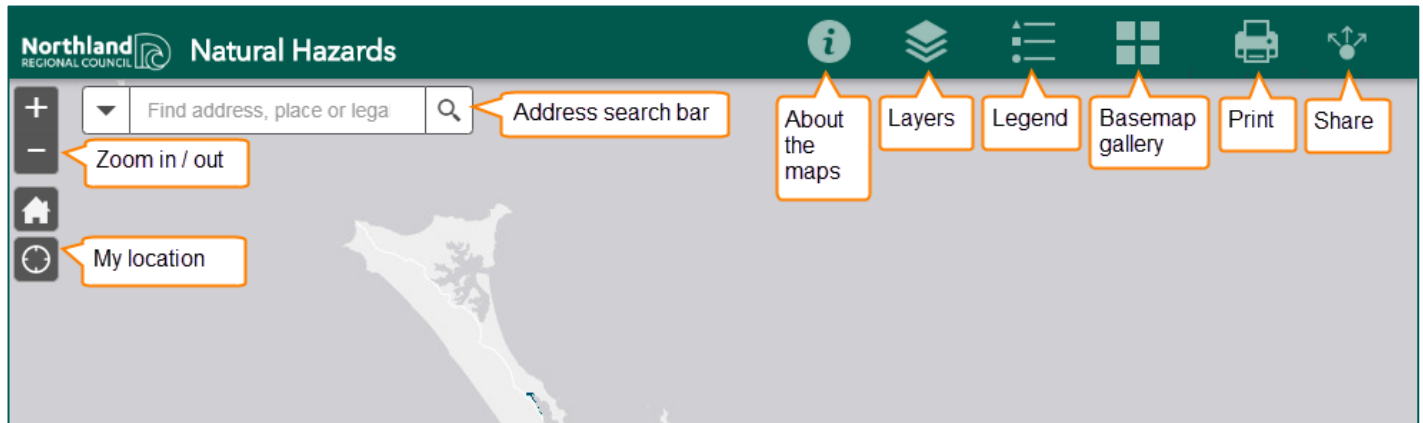 Northland
REGIONAL COUNCIL
Natural Hazards
Find address, place or lega
Address search bar
Zoom in / out
My location
About
the
maps
Layers
Legend
Basemap
gallery
Print
Share